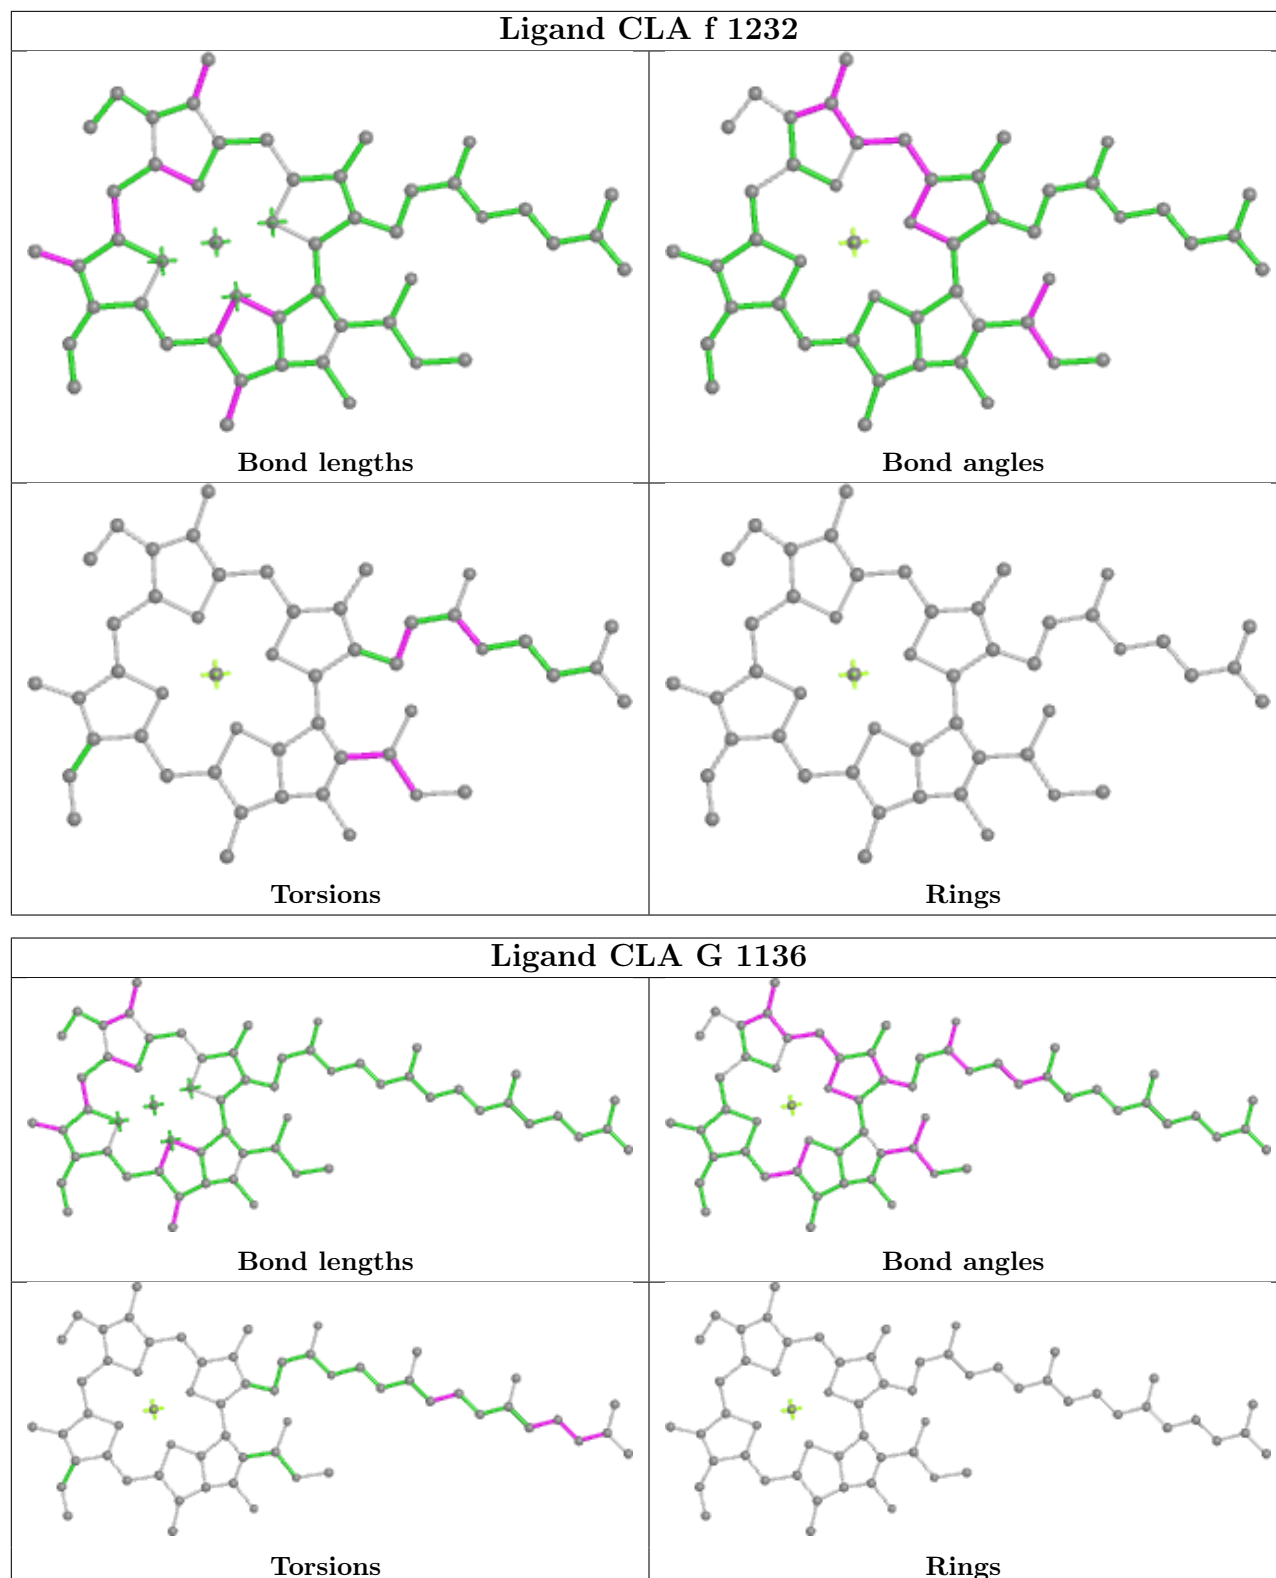 Ligand CLA f 1232
Bond lengths
Bond angles
Torsions
Rings
Ligand CLA G 1136
Bond lengths
Bond angles
Torsions
Rings